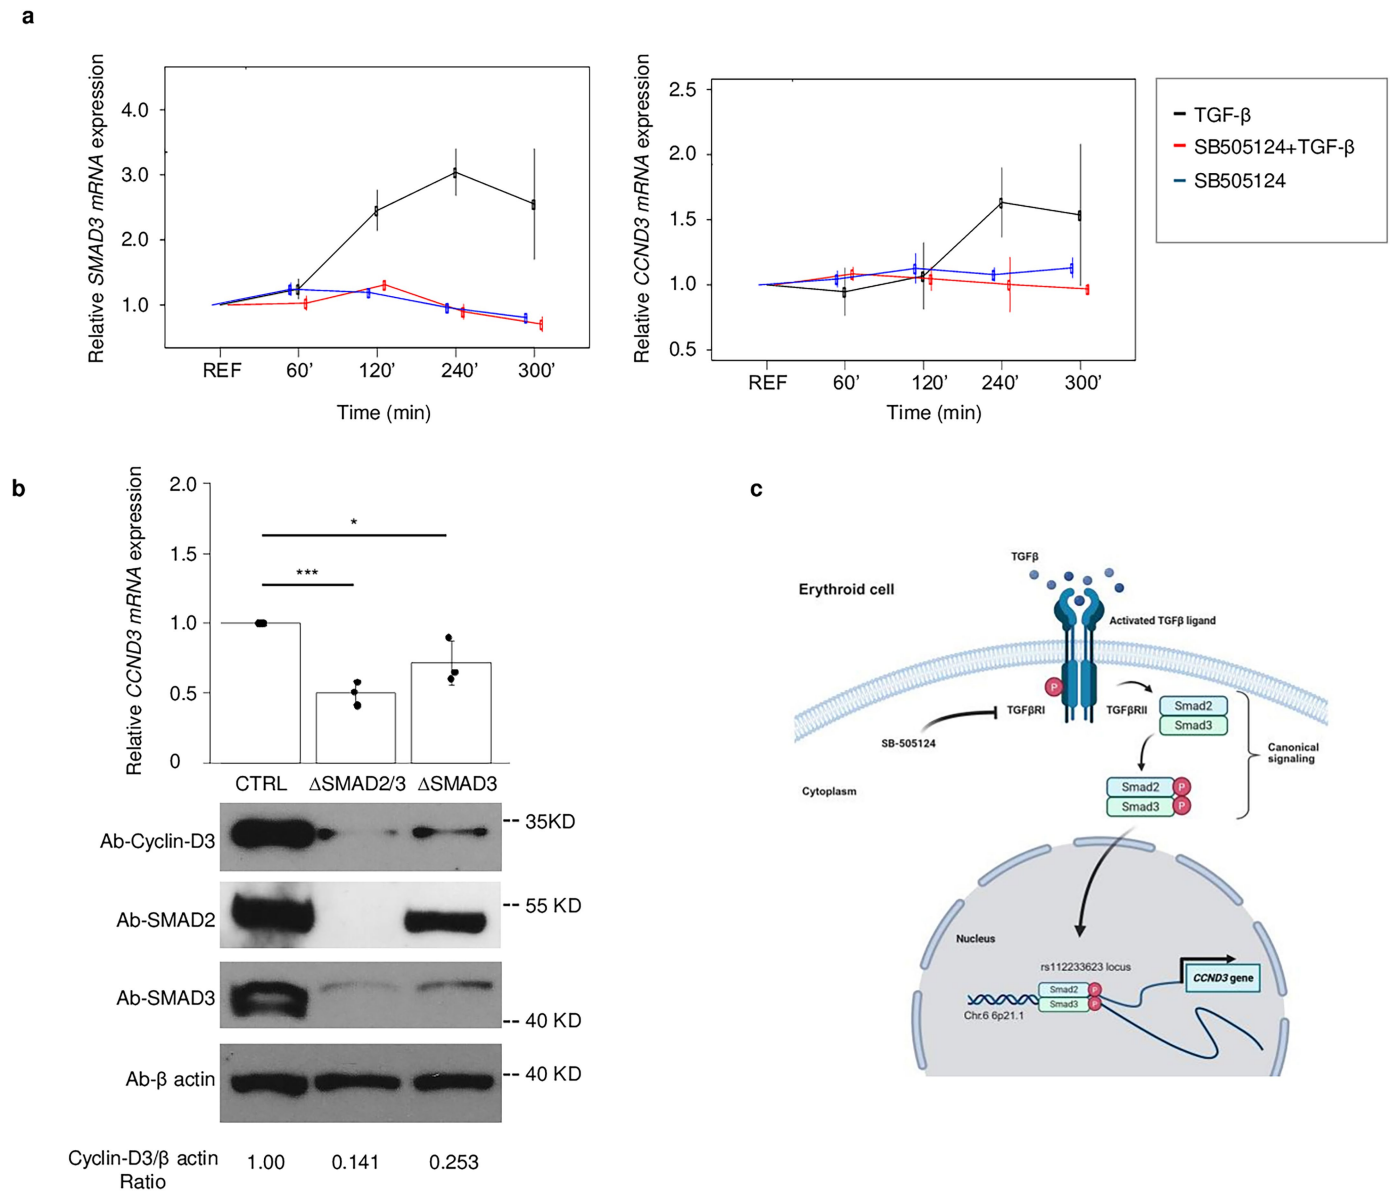 a
Relative SMAD3 mRNA expression
4.0
3.0
2.0
1.0
REF 60’ 120’ 240’ 300’
Time (min)
Relative CCND3 mRNA expression
2.5
2.0
1.5
1.0
0.5
REF 60’ 120’ 240’ 300’
Time (min)
TGF-β
SB505124+TGF-β
SB505124
b
Relative CCND3 mRNA expression
2.0
1.5
1.0
0.5
0
*
***
CTRL ΔSMAD2/3 ΔSMAD3
Ab-Cyclin-D3
-- 35KD
Ab-SMAD2
-- 55 KD
Ab-SMAD3
-- 40 KD
Ab-β actin
-- 40 KD
Cyclin-D3/β actin
Ratio
1.00 0.141 0.253
c
TGFβ
Erythroid cell
Activated TGFβ ligand
P
TGFβRI
TGFβRII
Smad2
Smad3
SB-505124
Canonical
signaling
Cytoplasm
Smad2 P
Smad3 P
Nucleus
rs112233623 locus
CCND3 gene
Smad2 P
Smad3 P
Chr.6 6p21.1